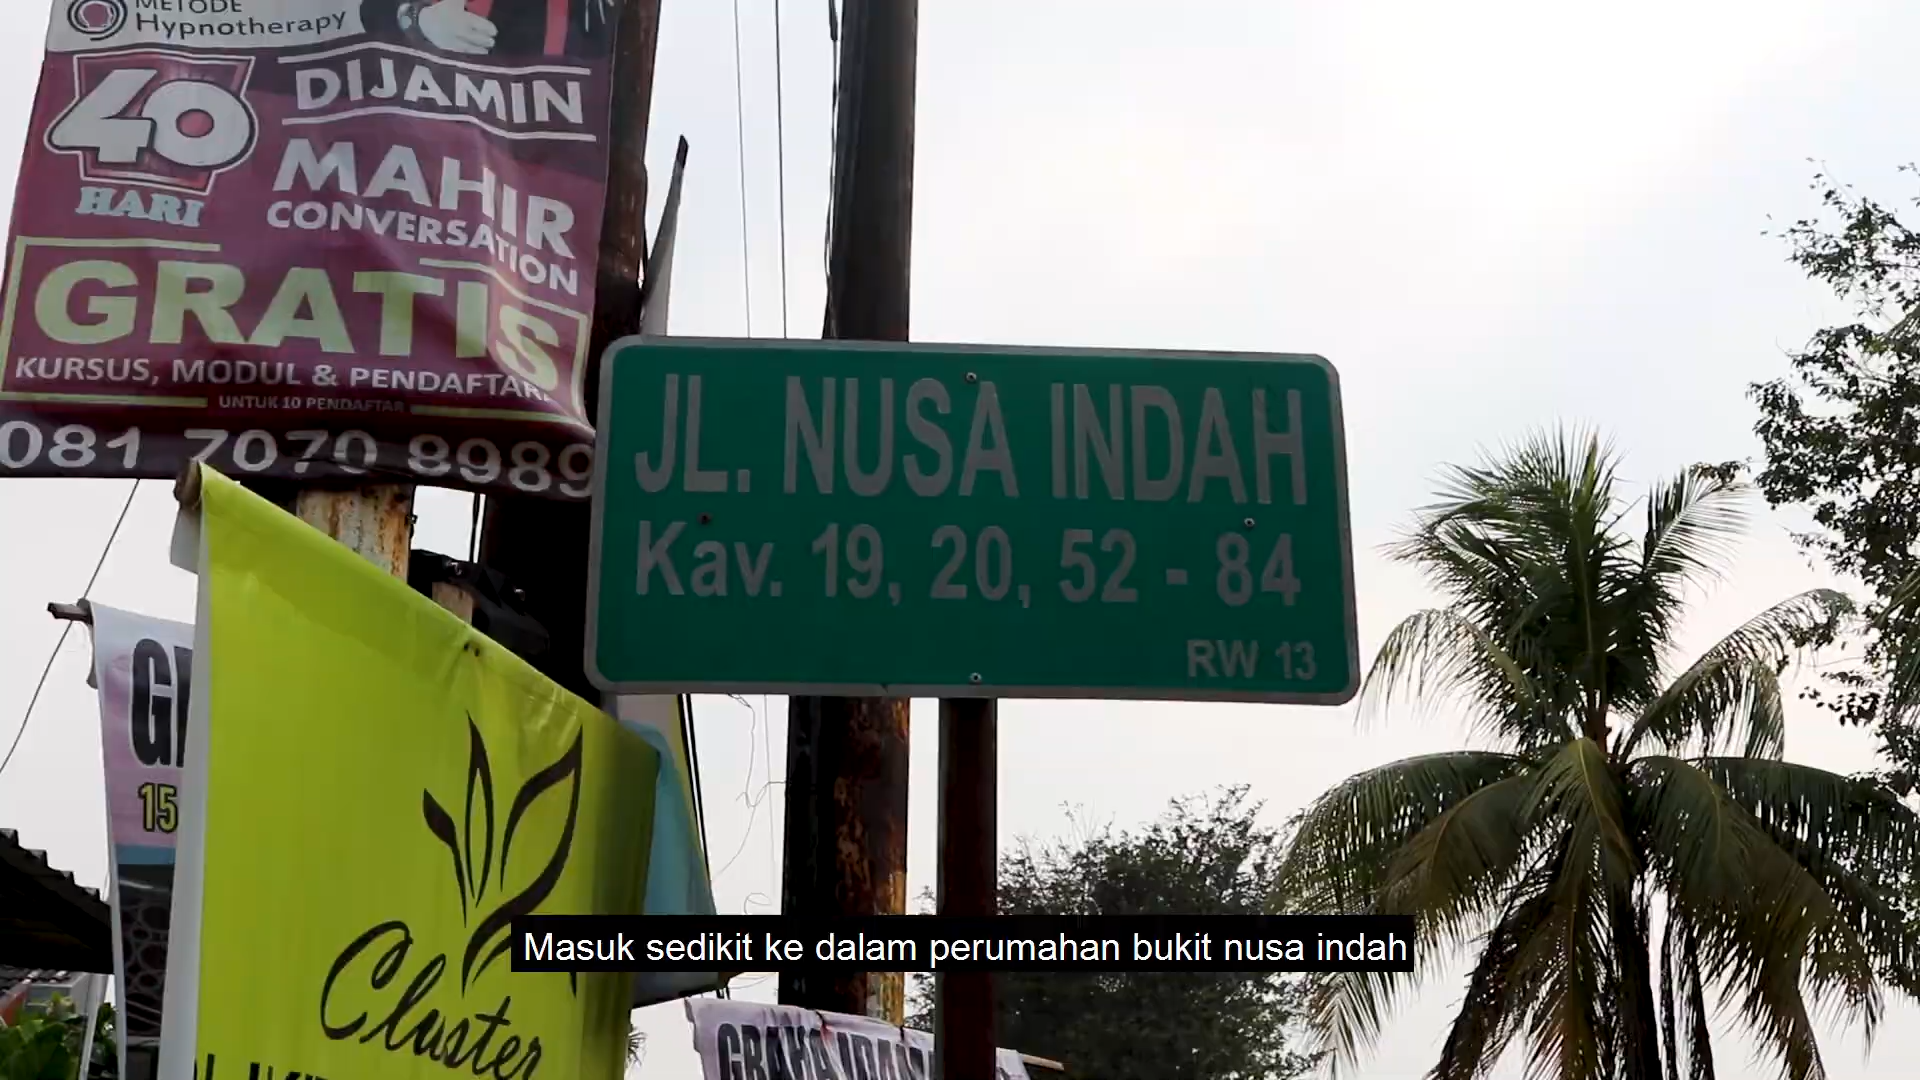 METODE
Hypnotherapy
40
HARI
DIJAMIN
MAHIR
CONVERSATION
GRATIS
KURSUS, MODUL &
UNTUK 10 PENDAFTAR
081 7070 8989
JL. NUSA INDAH
Kav. 19, 20, 52 - 84
RW 13
15
Cluster
Masuk sedikit ke dalam perumahan bukit nusa indah
GRAHA